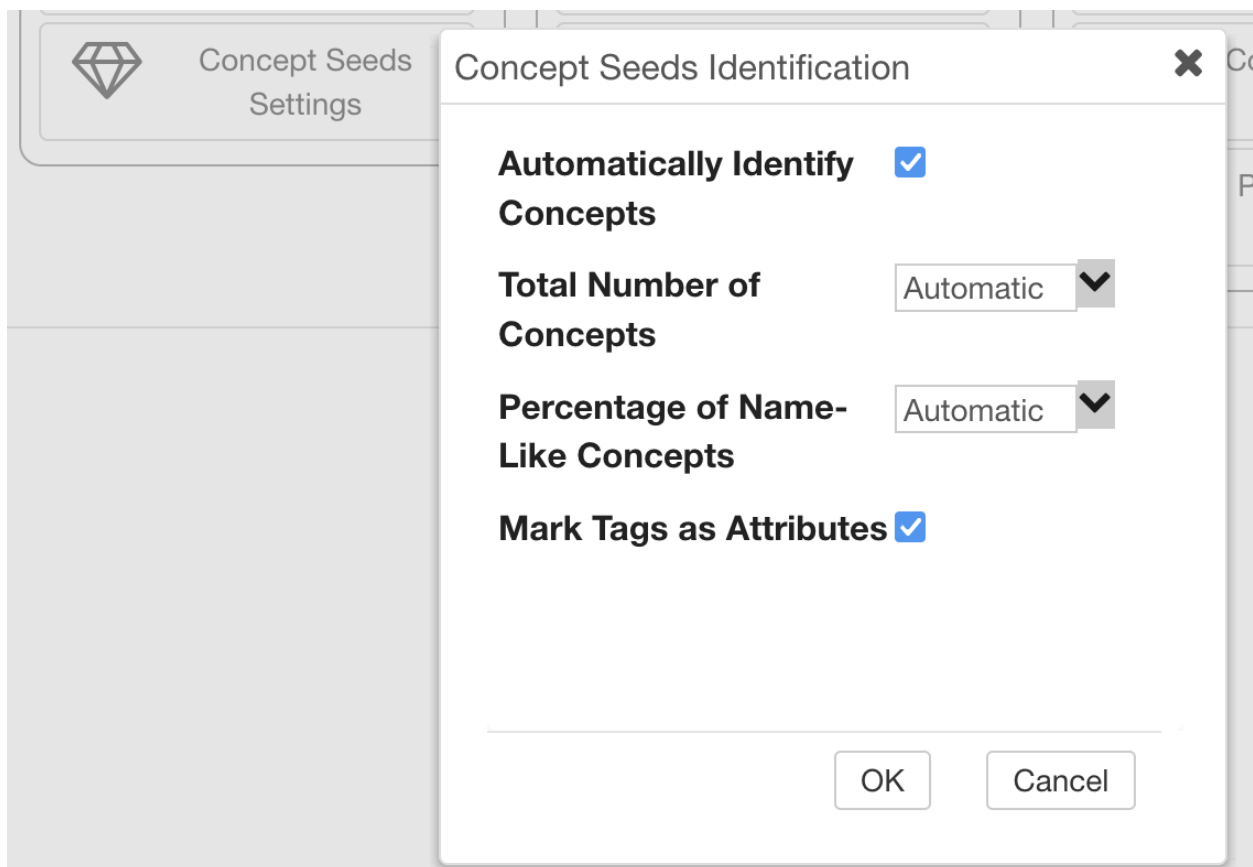 Concept Seeds
Settings
Concept Seeds Identification
Automatically Identify
Concepts
Total Number of
Concepts
Automatic
Percentage of Name-
Like Concepts
Automatic
Mark Tags as Attributes
OK
Cancel